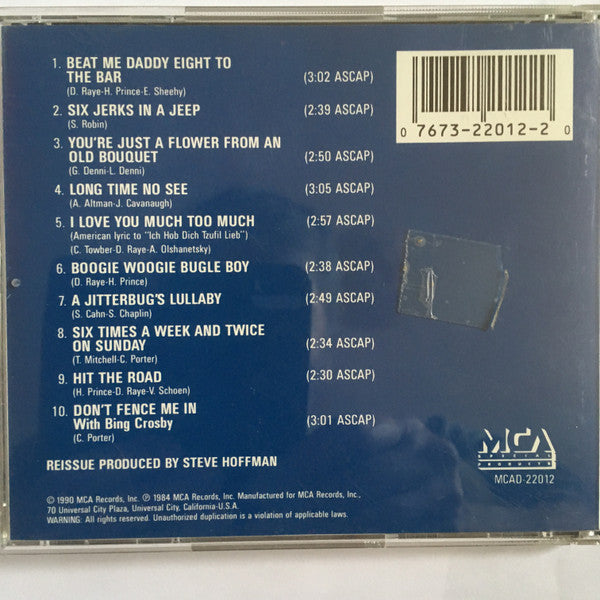 1. BEAT ME DADDY EIGHT TO
THE BAR (3:02 ASCAP)
(D. Raye-H. Prince-E. Sheehy)
2. SIX JERKS IN A JEEP (2:39 ASCAP)
(S. Robin)
3. YOU'RE JUST A FLOWER FROM AN
OLD BOUQUET (2:50 ASCAP)
(G. Denni-L. Denni)
4. LONG TIME NO SEE (3:05 ASCAP)
(A. Altman-J. Cavanaugh)
5. I LOVE YOU MUCH TOO MUCH (2:57 ASCAP)
(American lyric to "Ich Hob Dich Tzufil Lieb")
(C. Towber-D. Raye-A. Olshanetsky)
6. BOOGIE WOOGIE BUGLE BOY (2:38 ASCAP)
(D. Raye-H. Prince)
7. A JITTERBUG'S LULLABY (2:49 ASCAP)
(S. Cahn-S. Chaplin)
8. SIX TIMES A WEEK AND TWICE
ON SUNDAY (2:34 ASCAP)
(T. Mitchell-C. Porter)
9. HIT THE ROAD (2:30 ASCAP)
(H. Prince-D. Raye-V. Schoen)
10. DON'T FENCE ME IN
With Bing Crosby (3:01 ASCAP)
(C. Porter)
REISSUE PRODUCED BY STEVE HOFFMAN
© 1990 MCA Records, Inc. ℗ 1984 MCA Records, Inc. Manufactured for MCA Records, Inc.,
70 Universal City Plaza, Universal City, California-U.S.A.
WARNING: All rights reserved. Unauthorized duplication is a violation of applicable laws.
0 7673-22012-2 0
MCA
SPECIAL
PRODUCTS
MCAD-22012